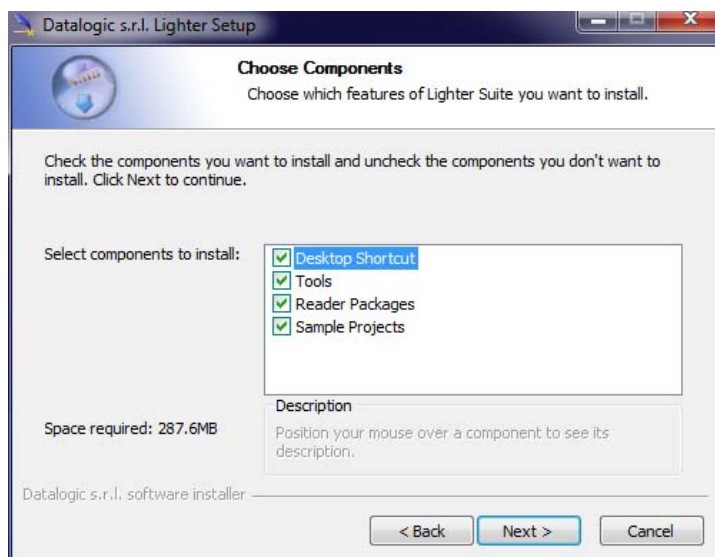 Datalogic s.r.l. Lighter Setup
Choose Components
Choose which features of Lighter Suite you want to install.
Check the components you want to install and uncheck the components you don't want to
install. Click Next to continue.
Select components to install:
Desktop Shortcut
Tools
Reader Packages
Sample Projects
Space required: 287.6MB
Description
Position your mouse over a component to see its
description.
Datalogic s.r.l. software installer
< Back
Next >
Cancel